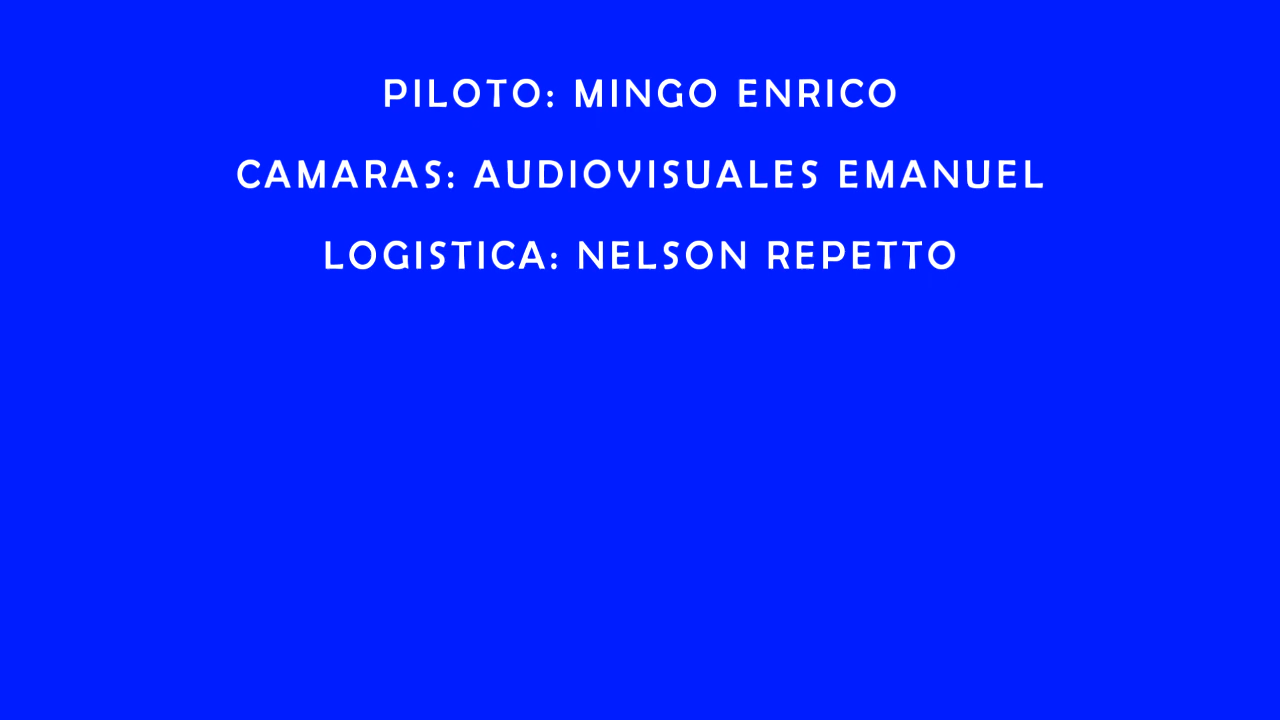 PILOTO: MINGO ENRICO
CAMARAS: AUDIOVISUALES EMANUEL
LOGISTICA: NELSON REPETTO